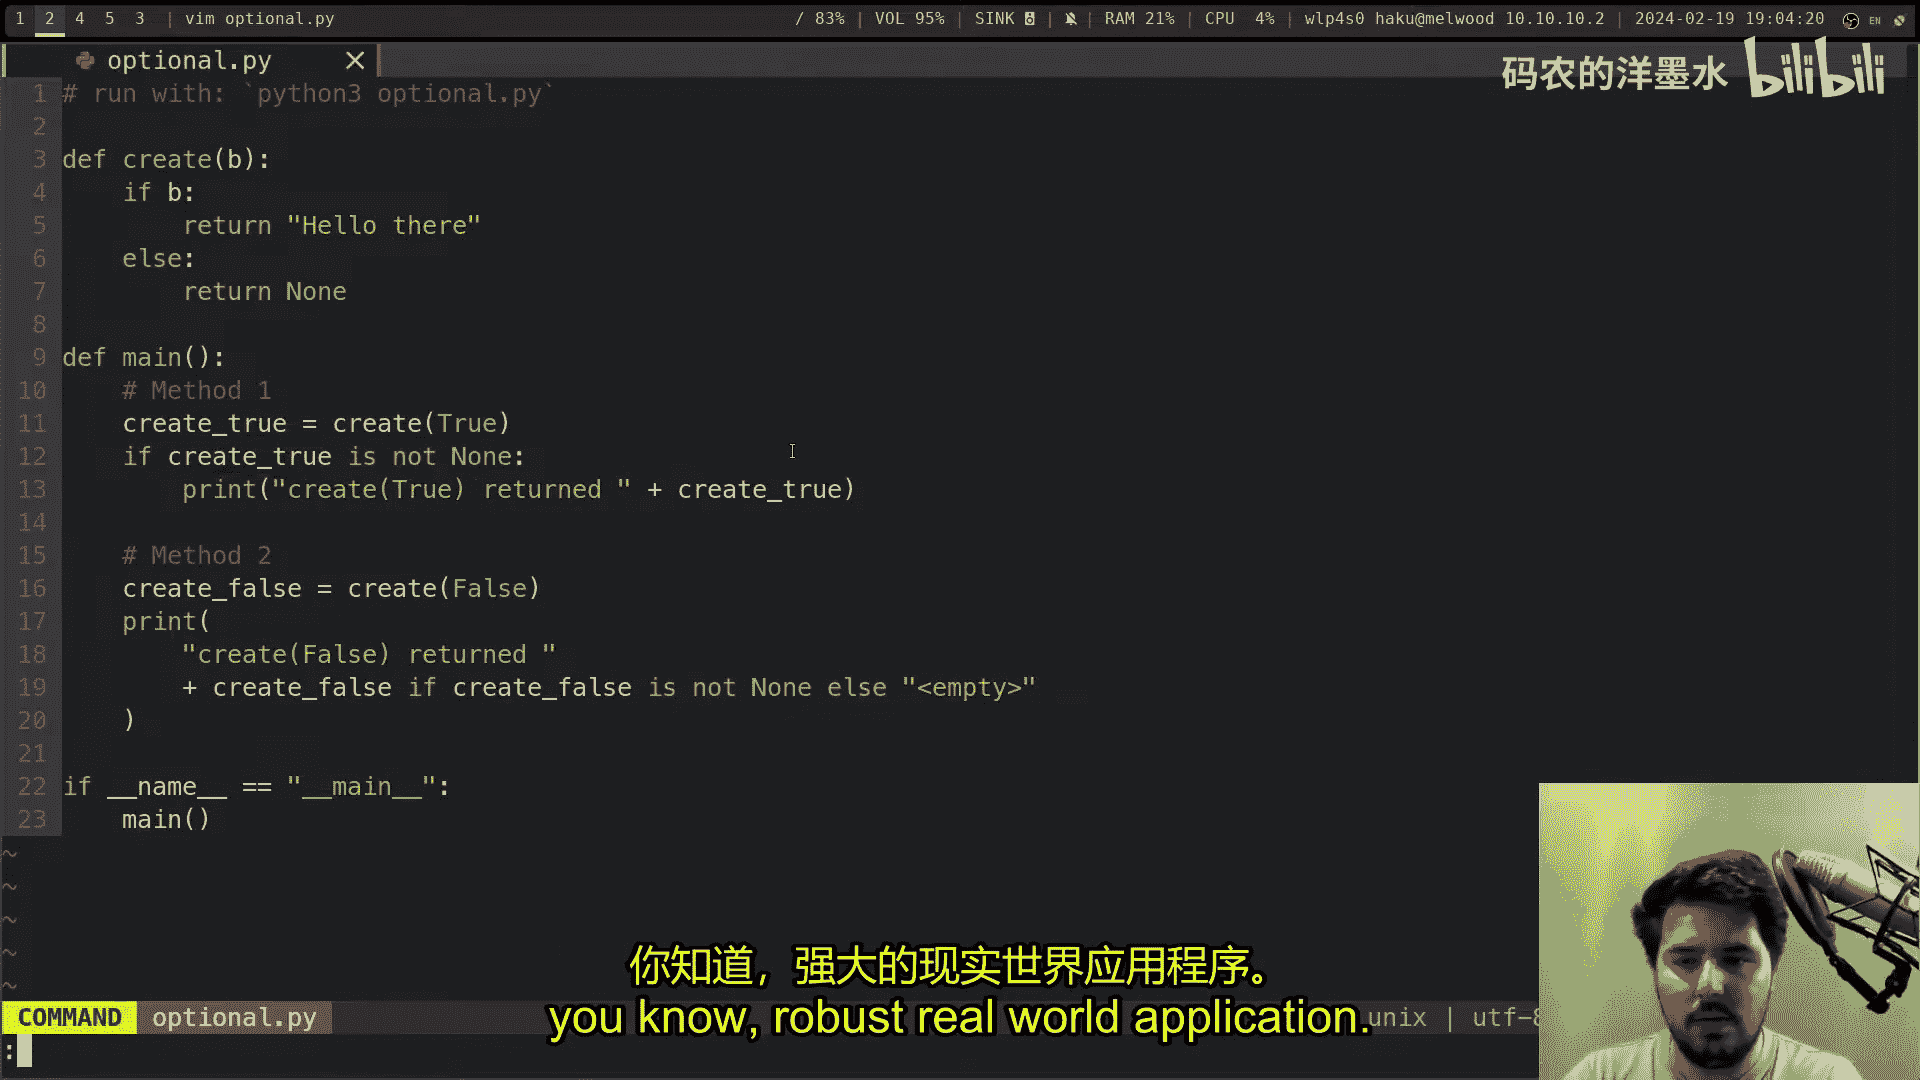 1 2 4 5 3 | vim optional.py / 83% | VOL 95% | SINK | | RAM 21% | CPU 4% | wlp4s0 haku@melwood 10.10.10.2 | 2024-02-19 19:04:20 EN
optional.py
码农的洋墨水 bilibili
1 # run with: `python3 optional.py`
2
3 def create(b):
4     if b:
5         return "Hello there"
6     else:
7         return None
8
9 def main():
10     # Method 1
11     create_true = create(True)
12     if create_true is not None:
13         print("create(True) returned " + create_true)
14
15     # Method 2
16     create_false = create(False)
17     print(
18         "create(False) returned "
19         + create_false if create_false is not None else "<empty>"
20     )
21
22 if __name__ == "__main__":
23     main()
~
~
~
~
~
你知道，强大的现实世界应用程序。
you know, robust real world application.
COMMAND optional.py unix | utf-8
: